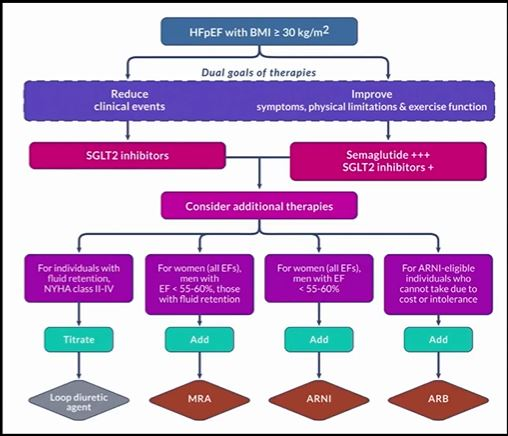 HFpEF with BMI ≥ 30 kg/m²
Dual goals of therapies
Reduce
clinical events
Improve
symptoms, physical limitations & exercise function
SGLT2 inhibitors
Semaglutide +++
SGLT2 inhibitors +
Consider additional therapies
For individuals with
fluid retention,
NYHA class II-IV
For women (all EFs),
men with
EF < 55-60%, those
with fluid retention
For women (all EFs),
men with EF
< 55-60%
For ARNI-eligible
individuals who
cannot take due to
cost or intolerance
Titrate
Add
Add
Add
Loop diuretic
agent
MRA
ARNI
ARB